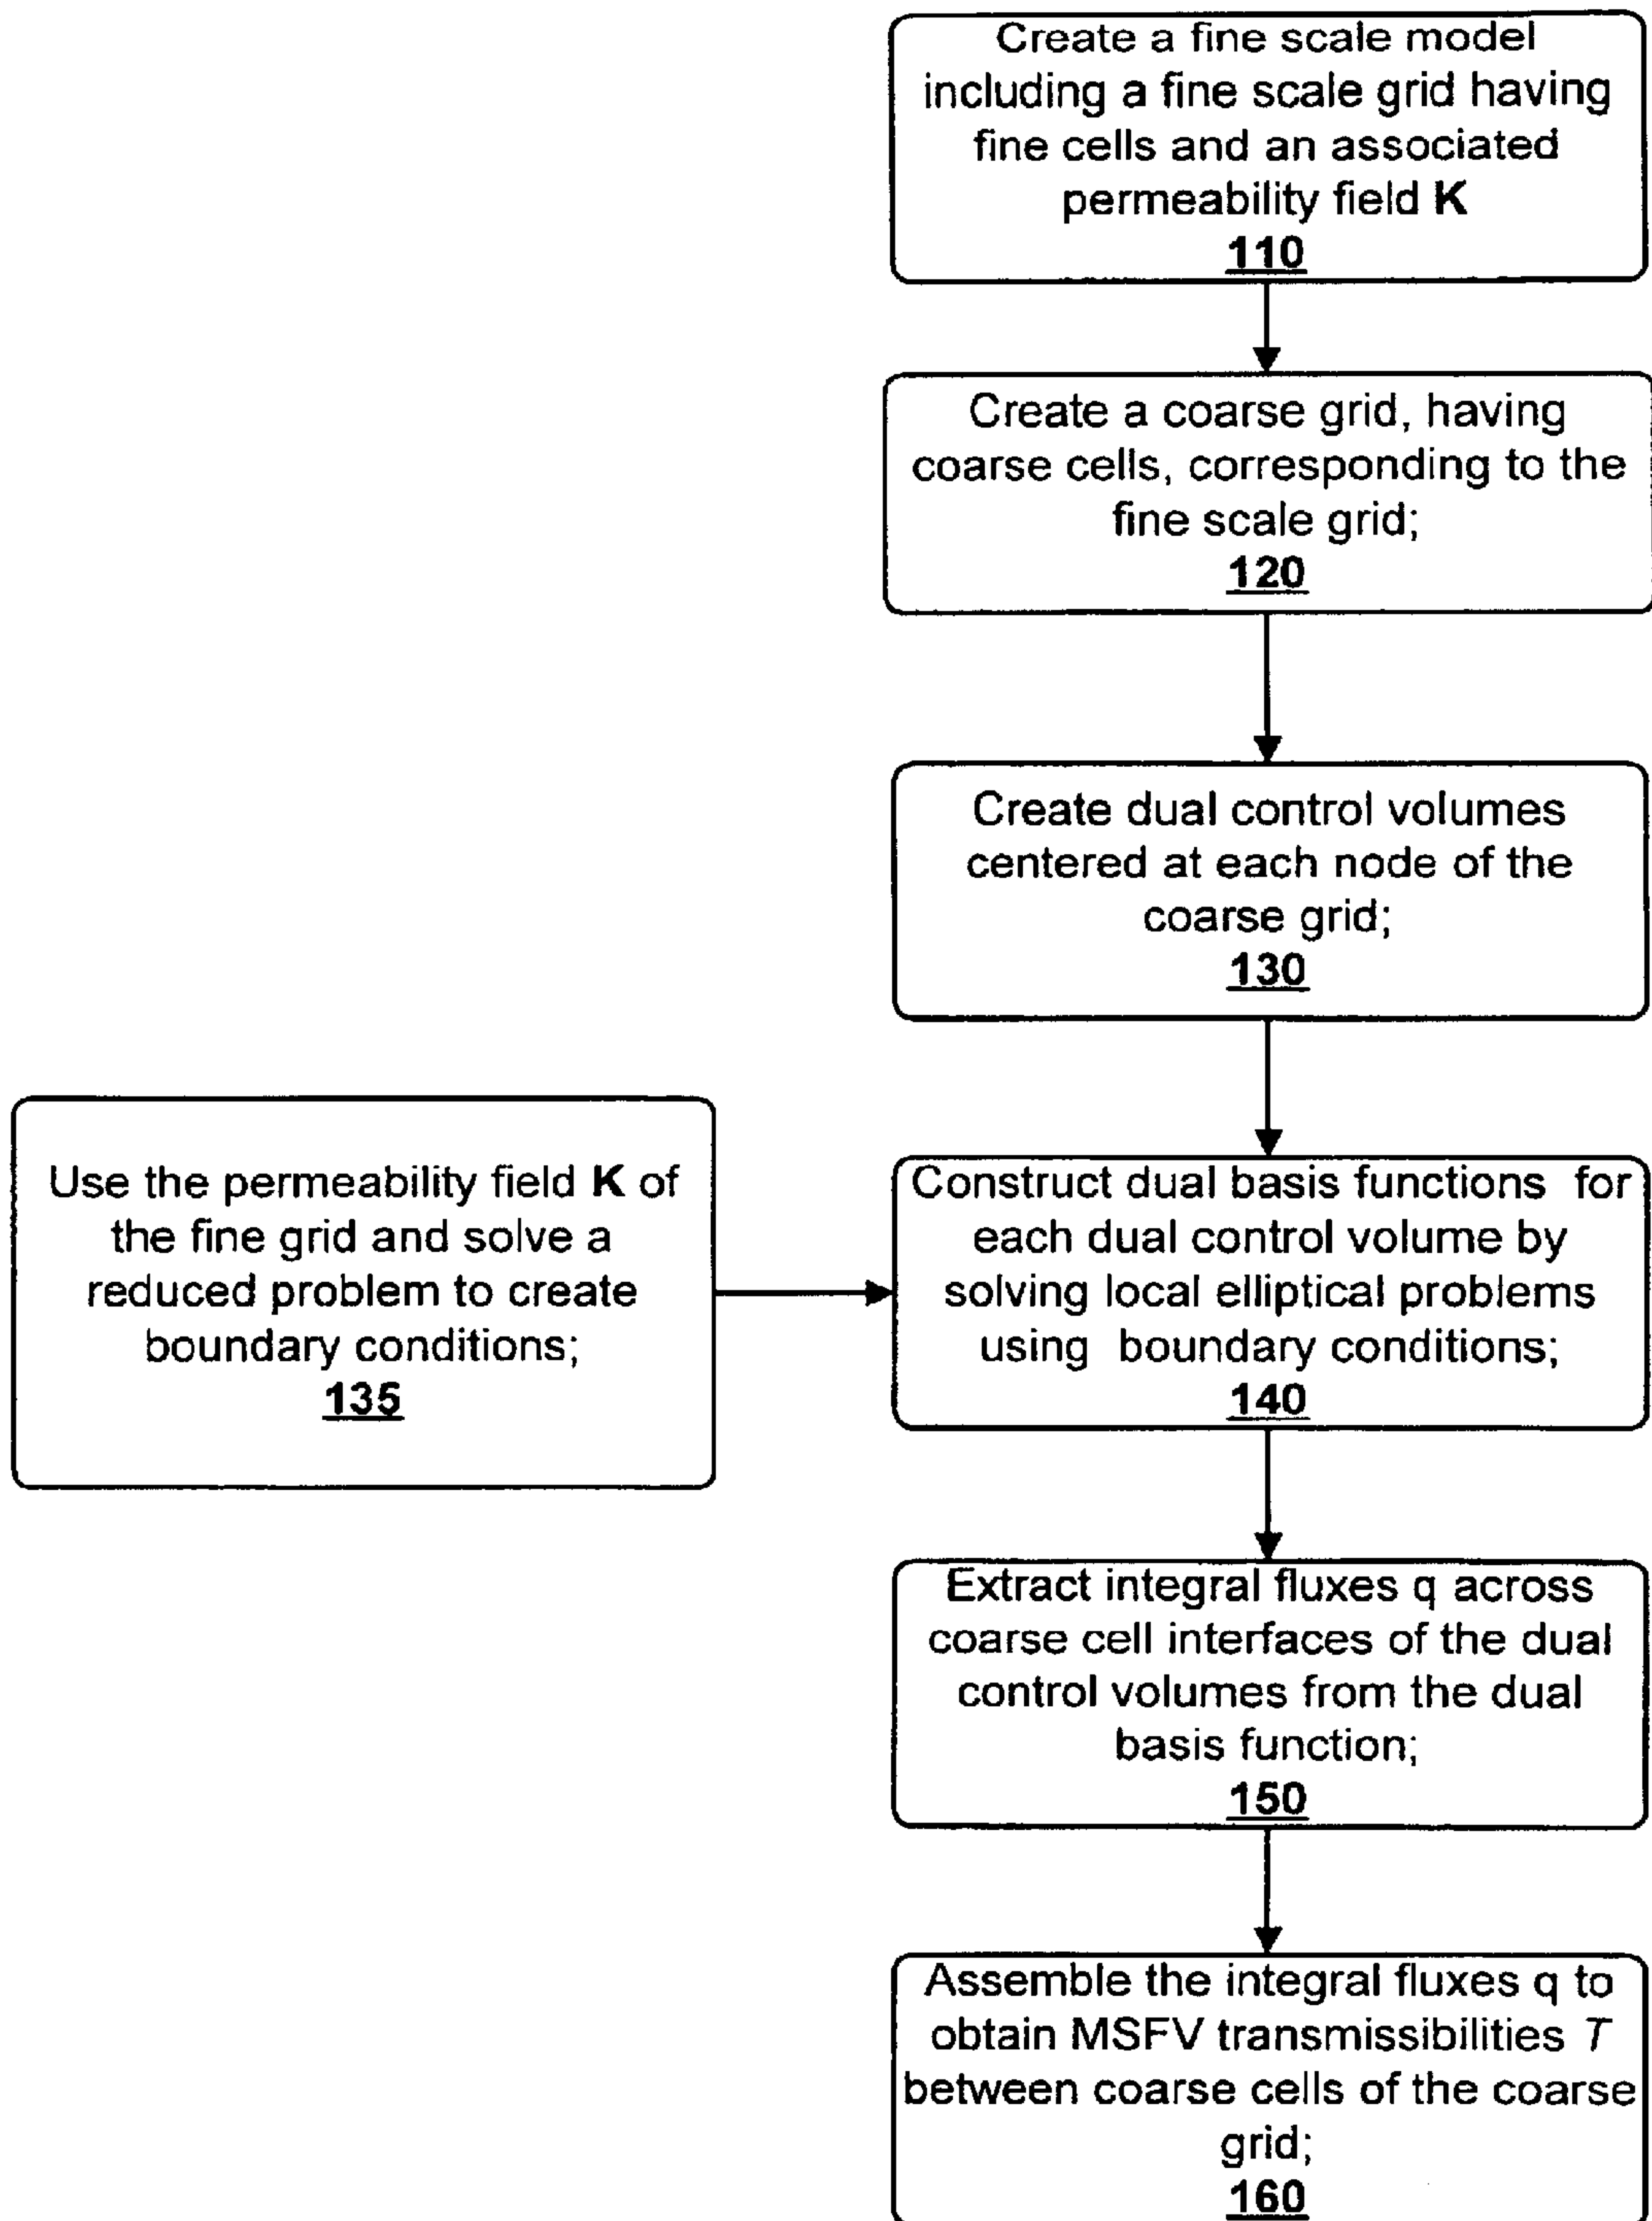 Create a fine scale model
including a fine scale grid having
fine cells and an associated
permeability field K
110
Create a coarse grid, having
coarse cells, corresponding to the
fine scale grid;
120
Create dual control volumes
centered at each node of the
coarse grid;
130
Use the permeability field K of
the fine grid and solve a
reduced problem to create
boundary conditions;
135
Construct dual basis functions for
each dual control volume by
solving local elliptical problems
using boundary conditions;
140
Extract integral fluxes q across
coarse cell interfaces of the dual
control volumes from the dual
basis function;
150
Assemble the integral fluxes q to
obtain MSFV transmissibilities T
between coarse cells of the coarse
grid;
160